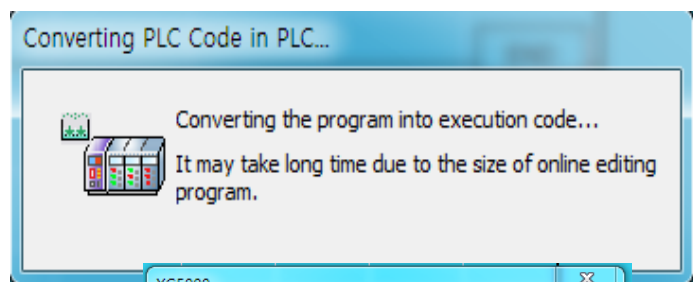 Converting PLC Code in PLC...
Converting the program into execution code...
It may take long time due to the size of online editing
program.